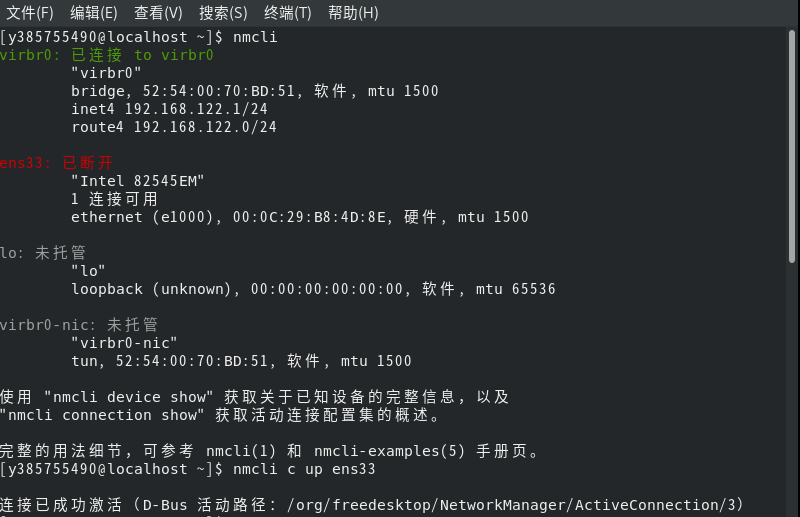 文件(F) 编辑(E) 查看(V) 搜索(S) 终端(T) 帮助(H)
[y385755490@localhost ~]$ nmcli
virbr0: 已连接 to virbr0
"virbr0"
bridge, 52:54:00:70:BD:51, 软件, mtu 1500
inet4 192.168.122.1/24
route4 192.168.122.0/24
ens33: 已断开
"Intel 82545EM"
1 连接可用
ethernet (e1000), 00:0C:29:B8:4D:8E, 硬件, mtu 1500
lo: 未托管
"lo"
loopback (unknown), 00:00:00:00:00:00, 软件, mtu 65536
virbr0-nic: 未托管
"virbr0-nic"
tun, 52:54:00:70:BD:51, 软件, mtu 1500
使用 "nmcli device show" 获取关于已知设备的完整信息，以及
"nmcli connection show" 获取活动连接配置集的概述。
完整的用法细节，可参考 nmcli(1) 和 nmcli-examples(5) 手册页。
[y385755490@localhost ~]$ nmcli c up ens33
连接已成功激活（D-Bus 活动路径：/org/freedesktop/NetworkManager/ActiveConnection/3）